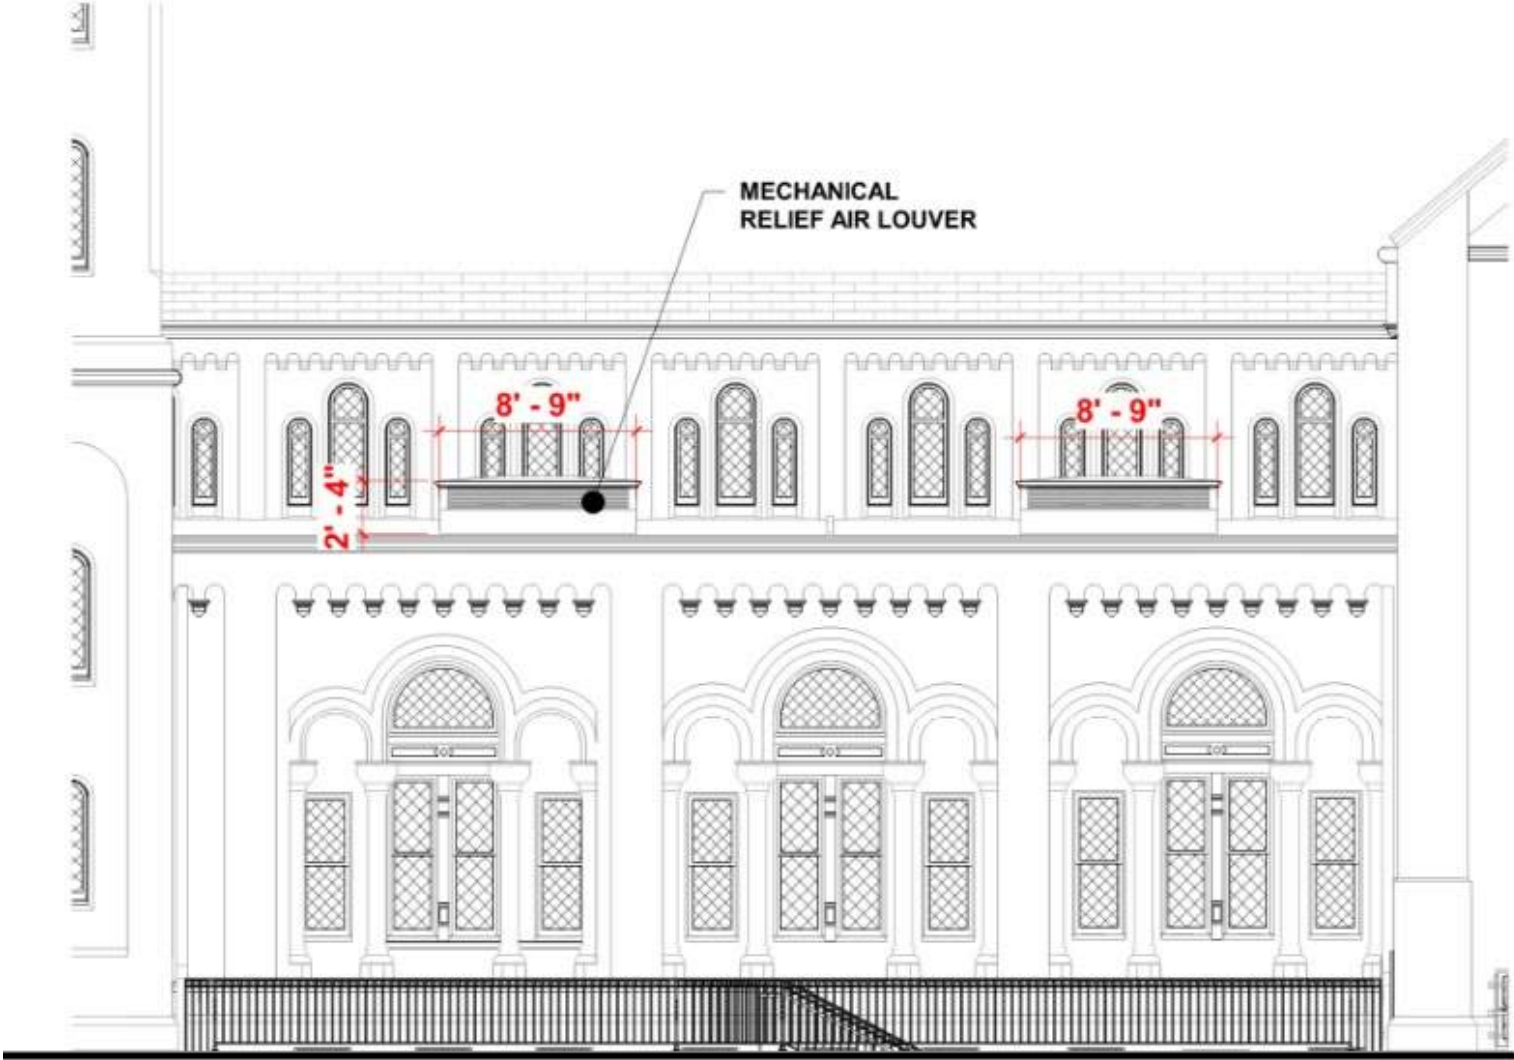 MECHANICAL
RELIEF AIR LOUVER
8' - 9"
8' - 9"
2' - 4"